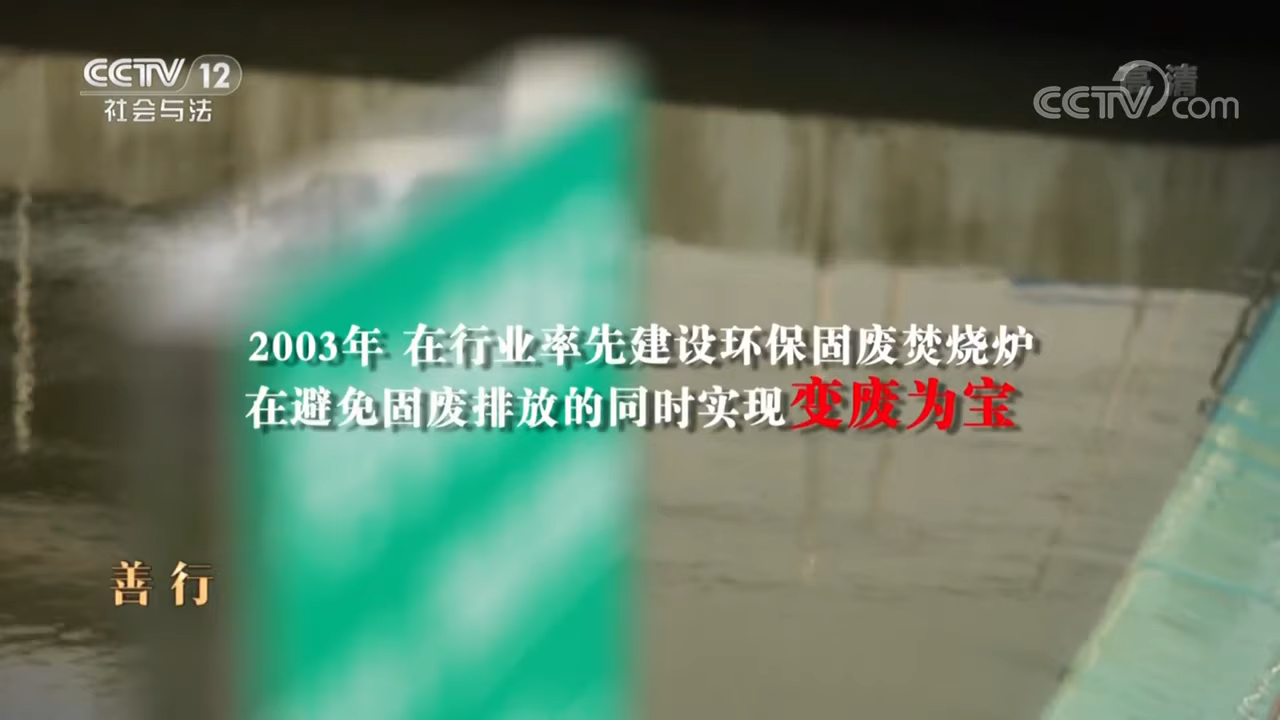 CCTV 12
社会与法
高清
CCTV.com
2003年 在行业率先建设环保固废焚烧炉
在避免固废排放的同时实现变废为宝
善行